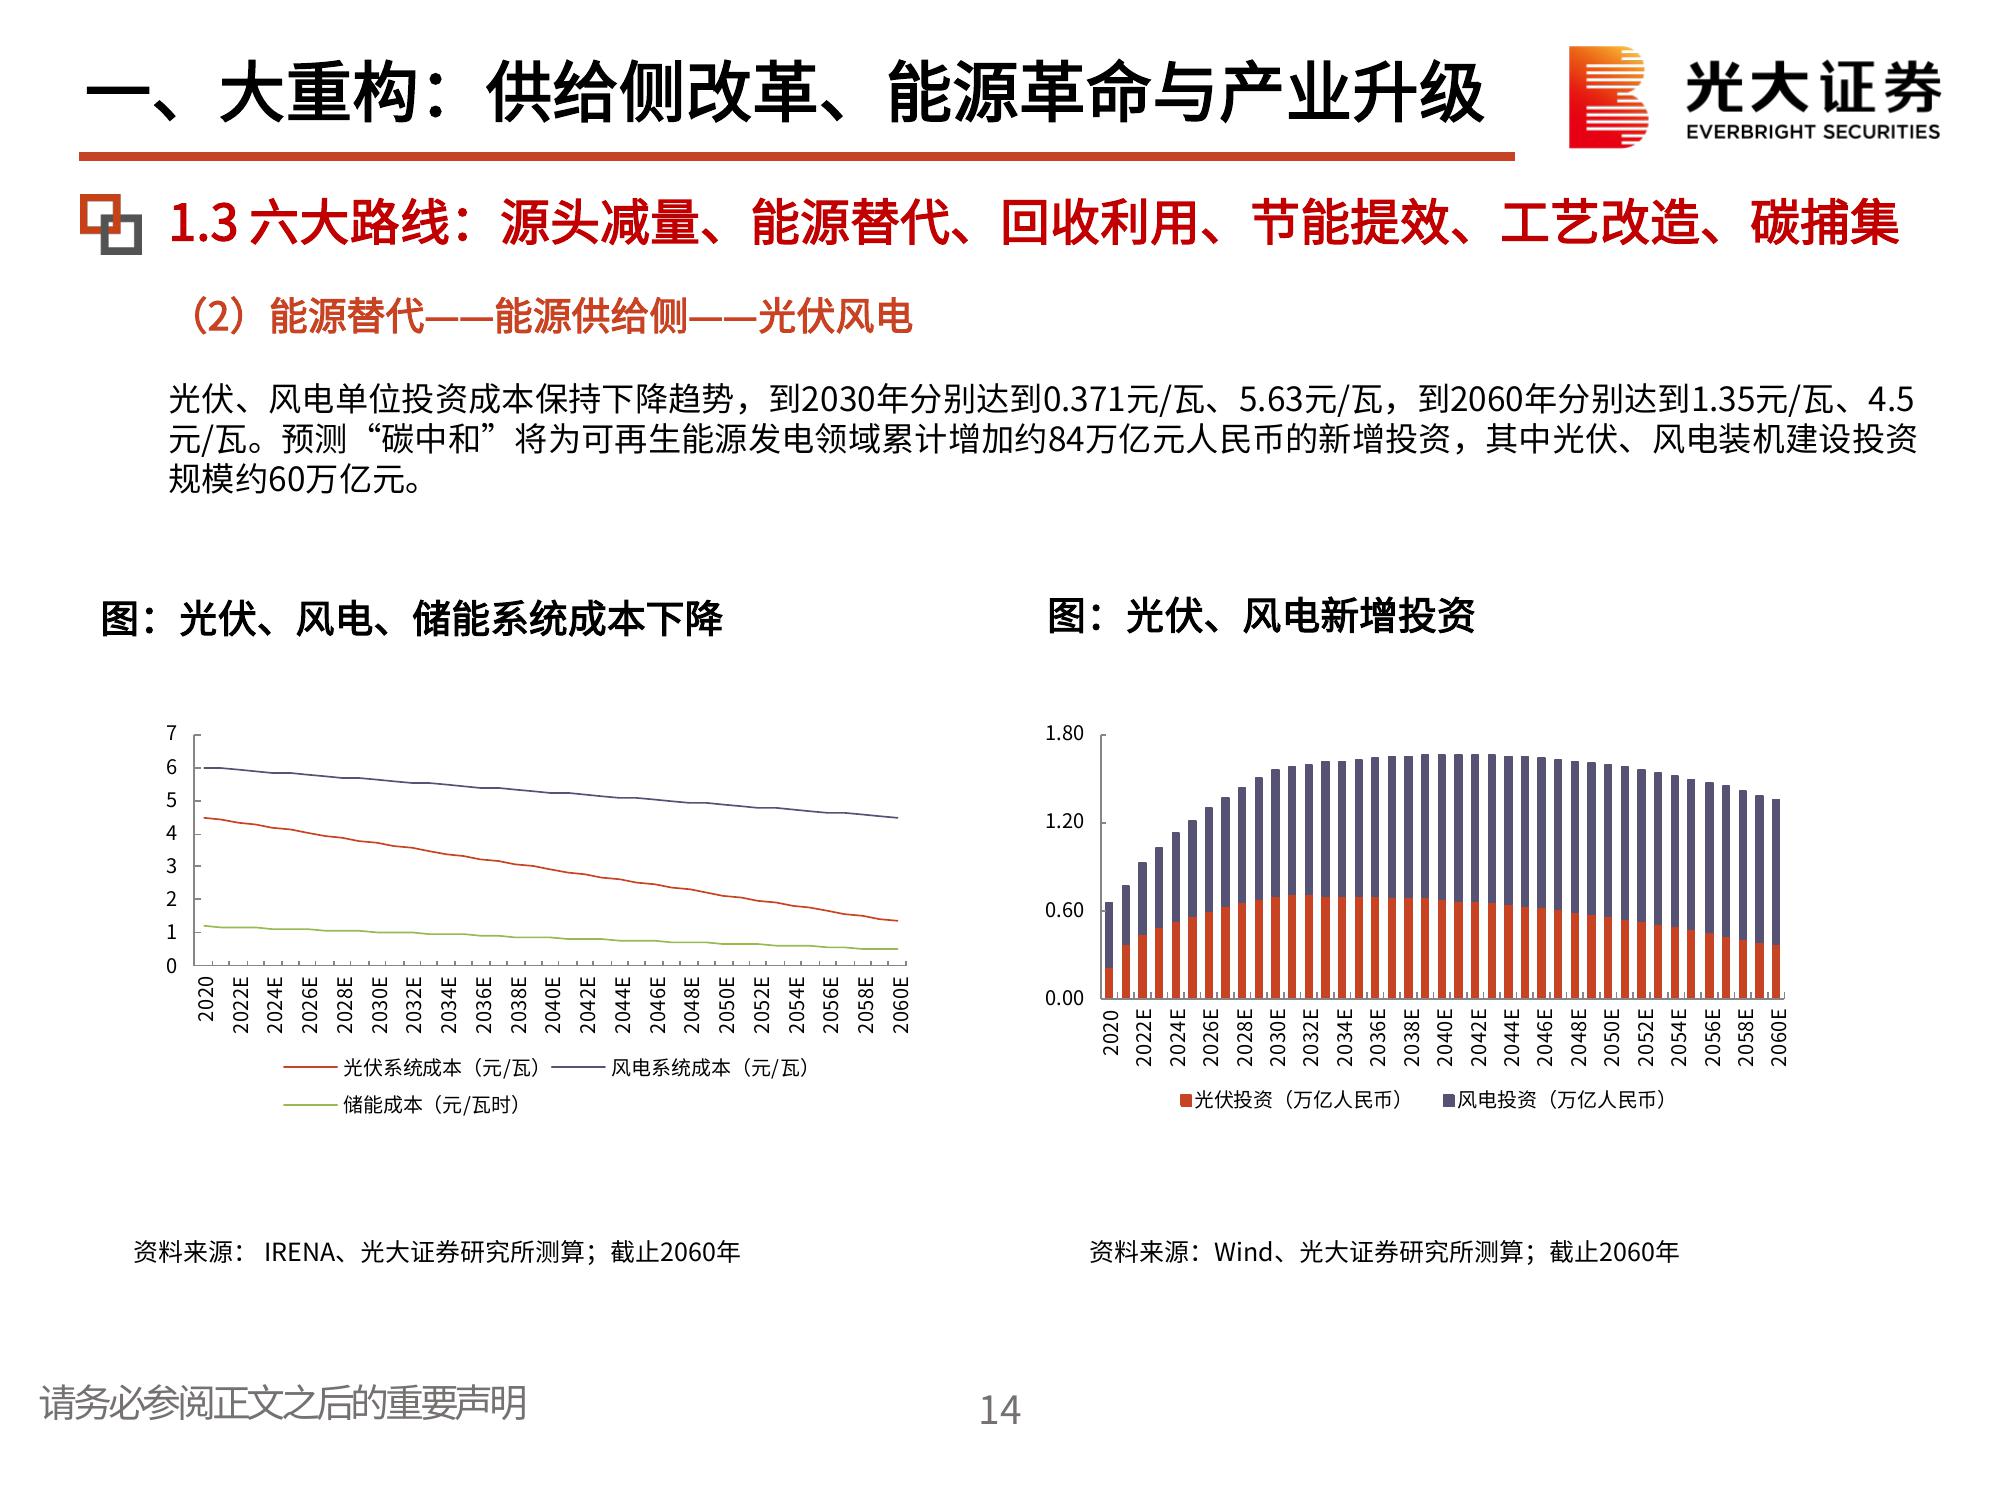 一、大重构：供给侧改革、能源革命与产业升级
光大证券
EVERBRIGHT SECURITIES
1.3 六大路线：源头减量、能源替代、回收利用、节能提效、工艺改造、碳捕集
（2）能源替代——能源供给侧——光伏风电
光伏、风电单位投资成本保持下降趋势，到2030年分别达到0.371元/瓦、5.63元/瓦，到2060年分别达到1.35元/瓦、4.5
元/瓦。预测“碳中和”将为可再生能源发电领域累计增加约84万亿元人民币的新增投资，其中光伏、风电装机建设投资
规模约60万亿元。
图：光伏、风电、储能系统成本下降
7
6
5
4
3
2
1
0
2020 2022E 2024E 2026E 2028E 2030E 2032E 2034E 2036E 2038E 2040E 2042E 2044E 2046E 2048E 2050E 2052E 2054E 2056E 2058E 2060E
光伏系统成本（元/瓦） 风电系统成本（元/瓦）
储能成本（元/瓦时）
资料来源： IRENA、光大证券研究所测算；截止2060年
图：光伏、风电新增投资
1.80
1.20
0.60
0.00
2020 2022E 2024E 2026E 2028E 2030E 2032E 2034E 2036E 2038E 2040E 2042E 2044E 2046E 2048E 2050E 2052E 2054E 2056E 2058E 2060E
光伏投资（万亿人民币） 风电投资（万亿人民币）
资料来源：Wind、光大证券研究所测算；截止2060年
请务必参阅正文之后的重要声明
14